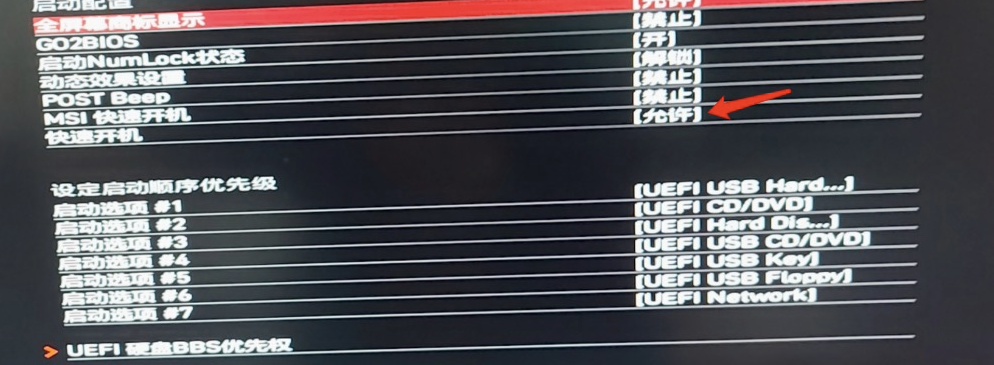 启动配置
全屏幕商标显示 [允许]
GO2BIOS [禁止]
启动NumLock状态 [开]
动态效果设置 [解锁]
POST Beep [禁止]
MSI 快速开机 [禁止]
快速开机 [允许]
设定启动顺序优先级
启动选项 #1 [UEFI USB Hard...]
启动选项 #2 [UEFI CD/DVD]
启动选项 #3 [UEFI Hard Dis...]
启动选项 #4 [UEFI USB CD/DVD]
启动选项 #5 [UEFI USB Key]
启动选项 #6 [UEFI USB Floppy]
启动选项 #7 [UEFI Network]
> UEFI 硬盘BBS优先权